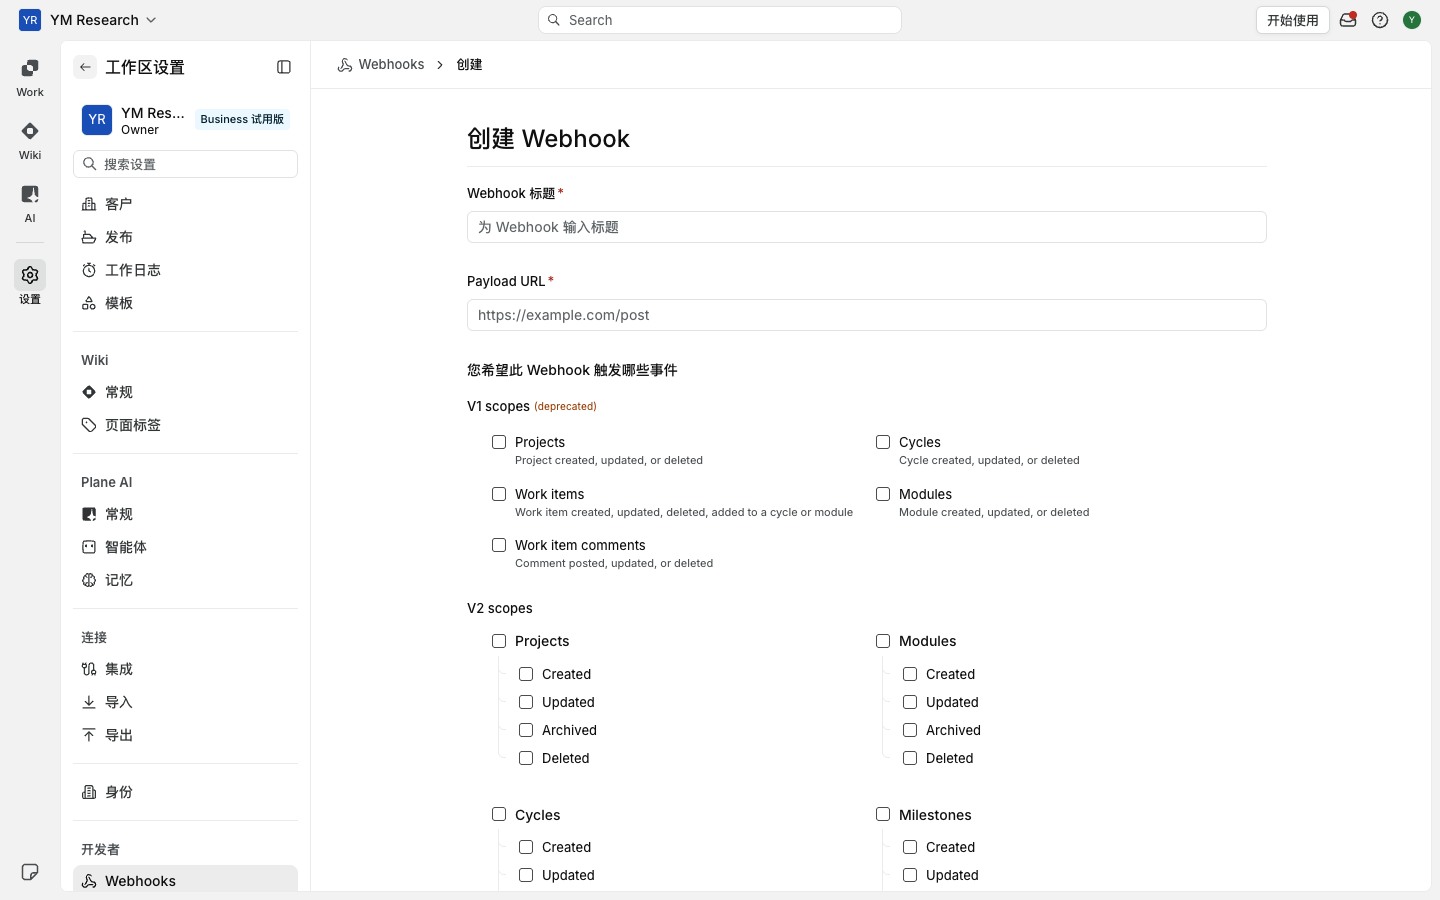 YR YM Research
Search
开始使用
Y
Work
Wiki
AI
设置
工作区设置
YR
YM Res...
Owner
Business 试用版
搜索设置
客户
发布
工作日志
模板
Wiki
常规
页面标签
Plane AI
常规
智能体
记忆
连接
集成
导入
导出
身份
开发者
Webhooks
Webhooks
创建
创建 Webhook
Webhook 标题*
为 Webhook 输入标题
Payload URL*
https://example.com/post
您希望此 Webhook 触发哪些事件
V1 scopes (deprecated)
Projects
Project created, updated, or deleted
Cycles
Cycle created, updated, or deleted
Work items
Work item created, updated, deleted, added to a cycle or module
Modules
Module created, updated, or deleted
Work item comments
Comment posted, updated, or deleted
V2 scopes
Projects
Created
Updated
Archived
Deleted
Modules
Created
Updated
Archived
Deleted
Cycles
Created
Updated
Milestones
Created
Updated